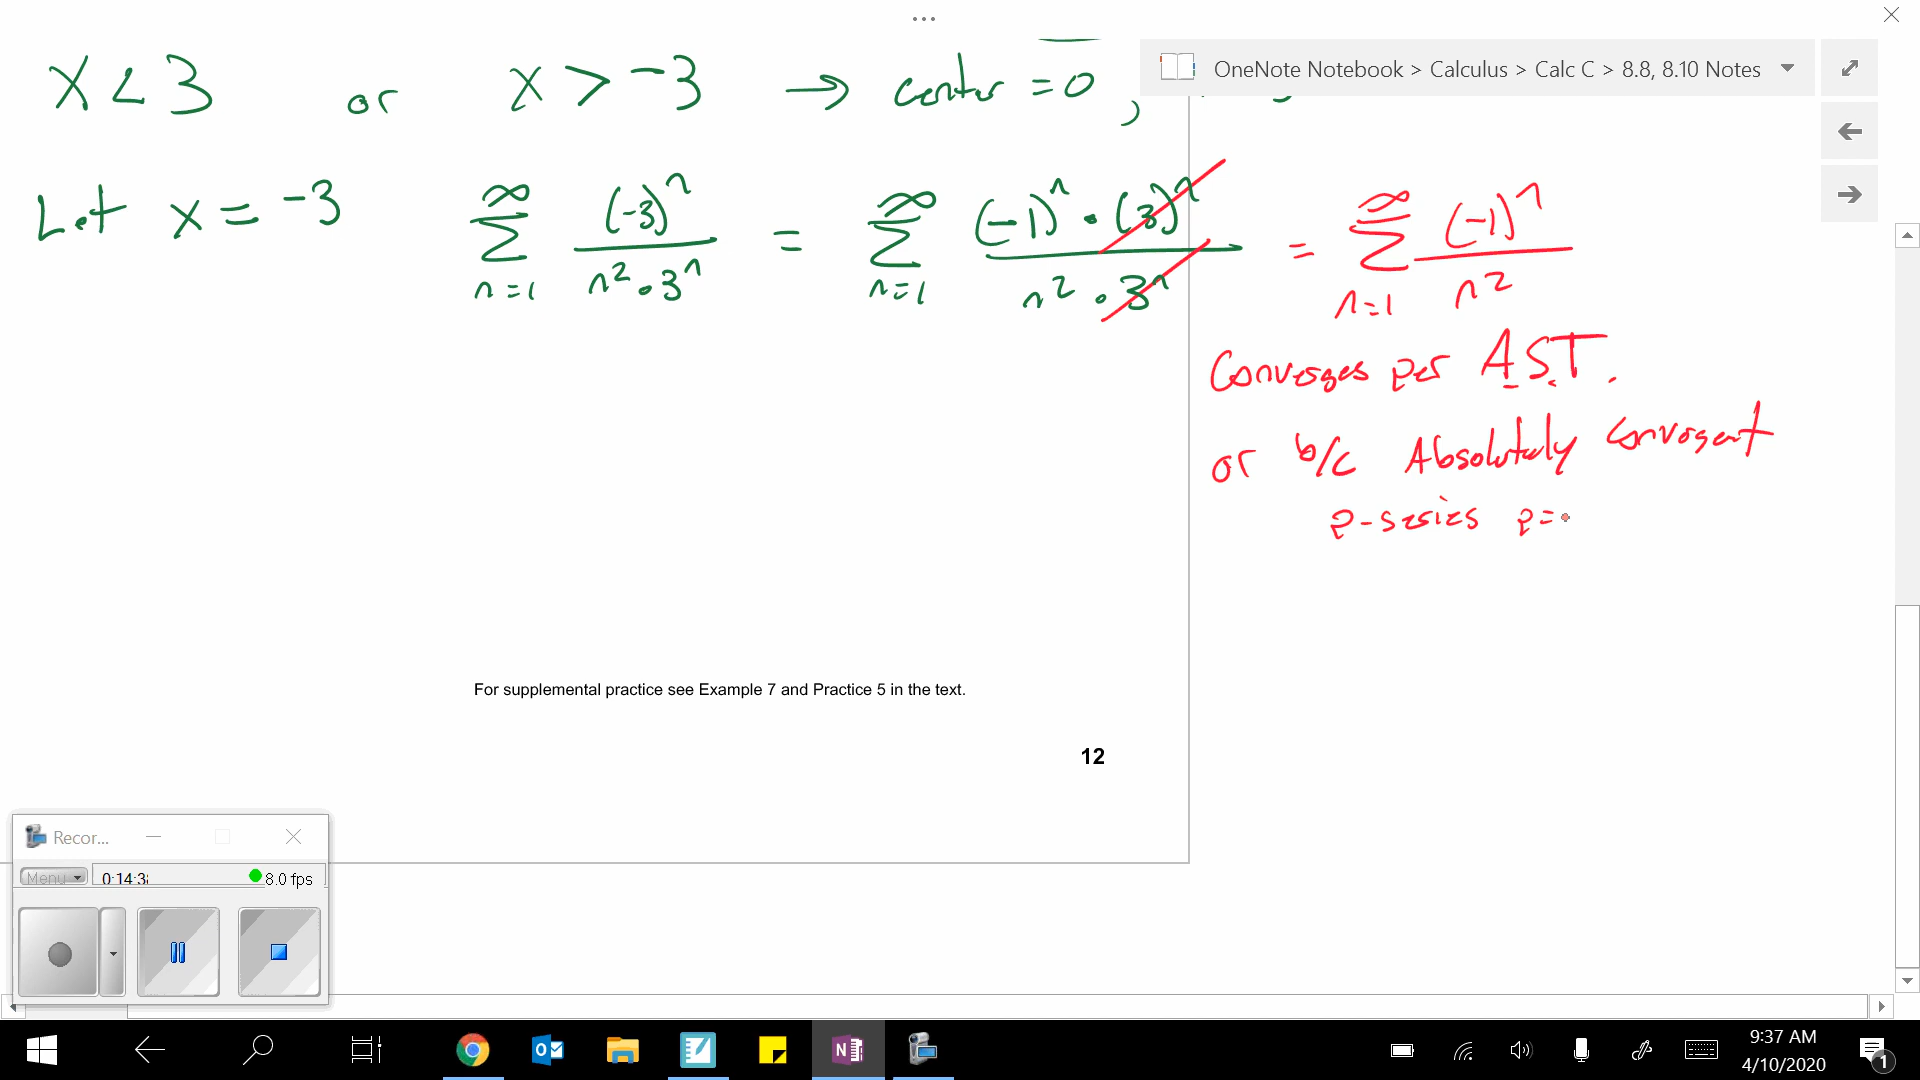 OneNote Notebook > Calculus > Calc C > 8.8, 8.10 Notes
x < 3 or x > -3 → center = 0 ,
Let x = -3 ∞ ∑ n=1 (-3)^n / n² · 3^n = ∞ ∑ n=1 (-1)^n · (3)^n / n² · 3^n = ∞ ∑ n=1 (-1)^n / n²
Converges per A.S.T.
or b/c Absolutely convergent
p-series p=
For supplemental practice see Example 7 and Practice 5 in the text.
12
Recor...
Menu 0:14:3 8.0 fps
9:37 AM
4/10/2020
1